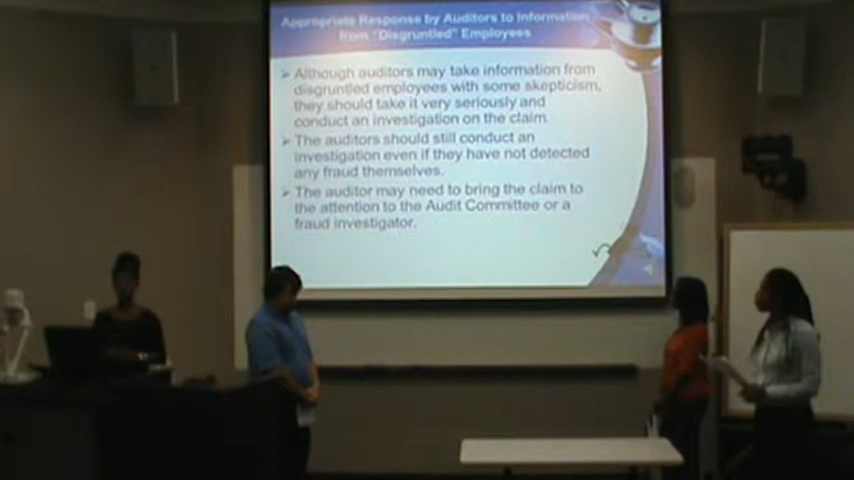 Appropriate Response by Auditors to Information
from "Disgruntled" Employees
➢ Although auditors may take information from
disgruntled employees with some skepticism,
they should take it very seriously and
conduct an investigation on the claim.
➢ The auditors should still conduct an
investigation even if they have not detected
any fraud themselves.
➢ The auditor may need to bring the claim to
the attention to the Audit Committee or a
fraud investigator.